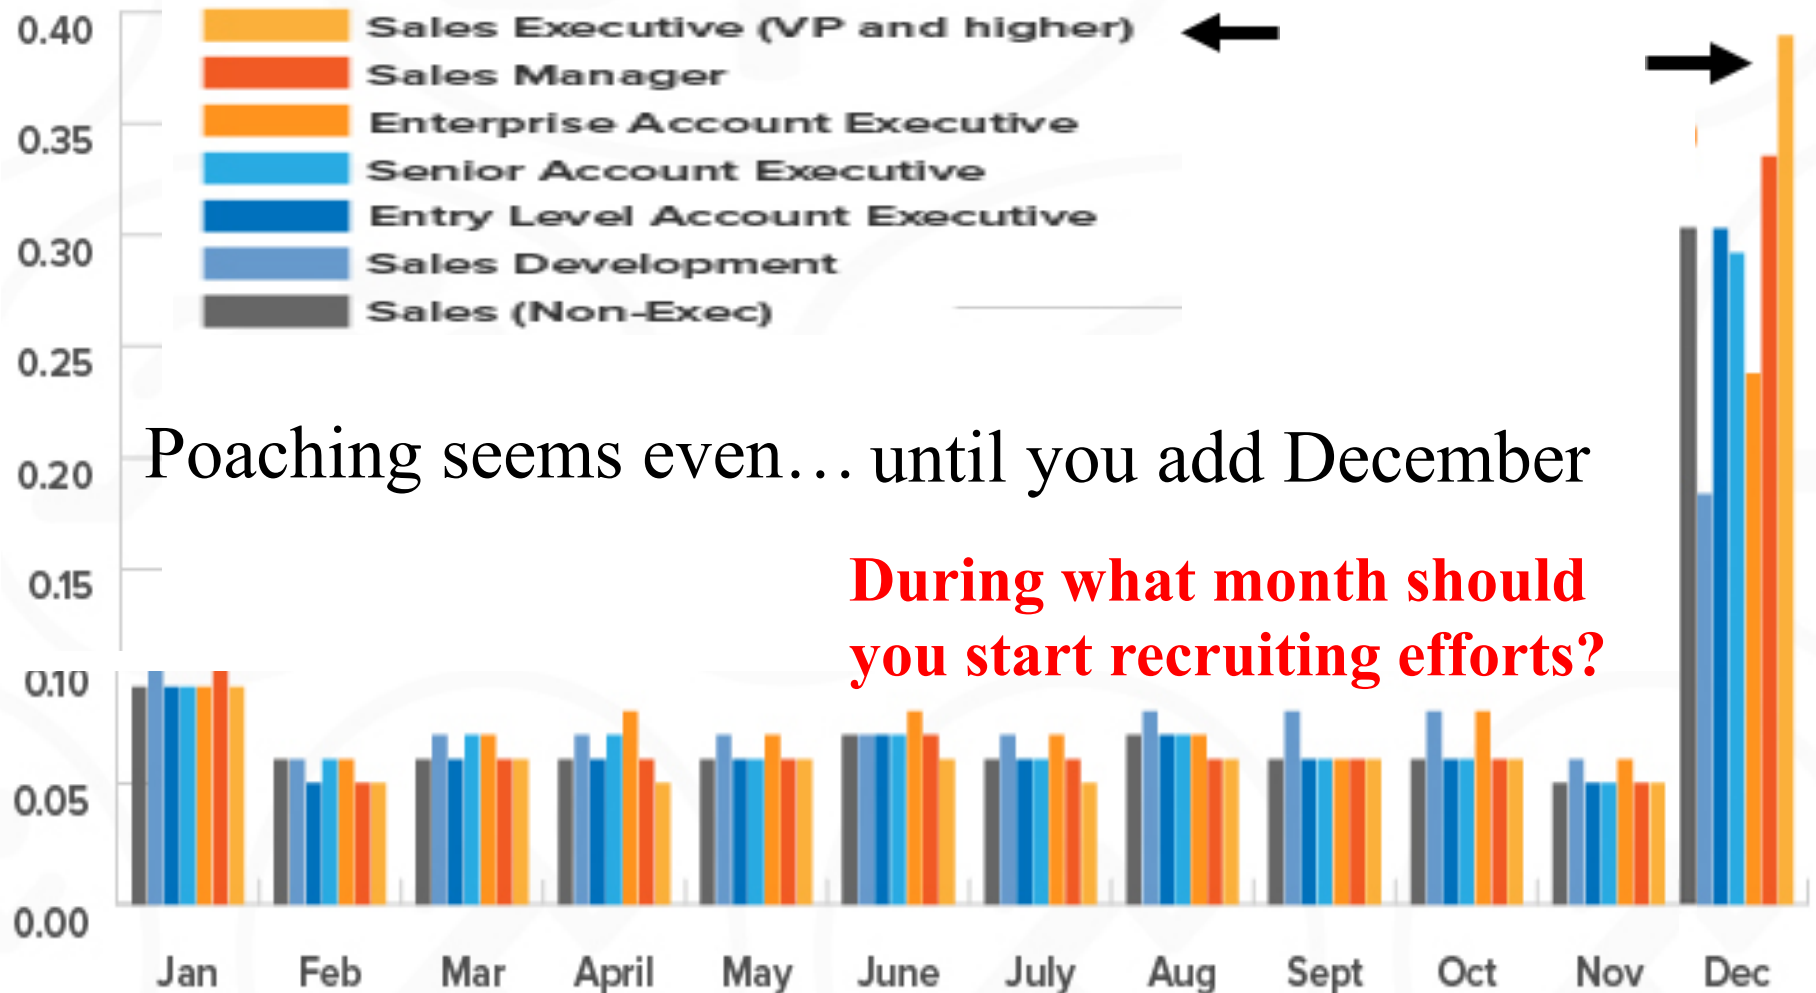 0.40
0.35
0.30
0.25
0.20
0.15
0.10
0.05
0.00
Sales Executive (VP and higher)
Sales Manager
Enterprise Account Executive
Senior Account Executive
Entry Level Account Executive
Sales Development
Sales (Non-Exec)
Poaching seems even… until you add December
During what month should
you start recruiting efforts?
Jan Feb Mar April May June July Aug Sept Oct Nov Dec